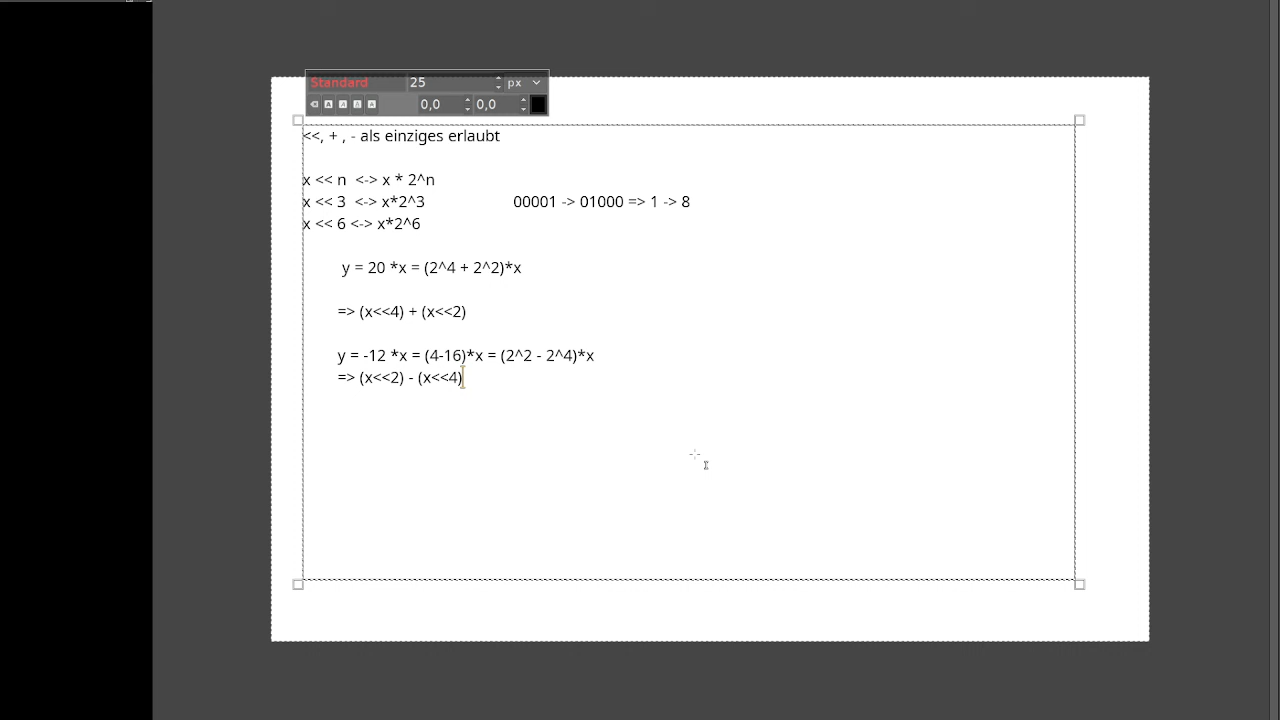 Standard 25 px
0,0 0,0
<<, + , - als einziges erlaubt
x << n <-> x * 2^n
x << 3 <-> x*2^3 00001 -> 01000 => 1 -> 8
x << 6 <-> x*2^6
y = 20 *x = (2^4 + 2^2)*x
=> (x<<4) + (x<<2)
y = -12 *x = (4-16)*x = (2^2 - 2^4)*x
=> (x<<2) - (x<<4)